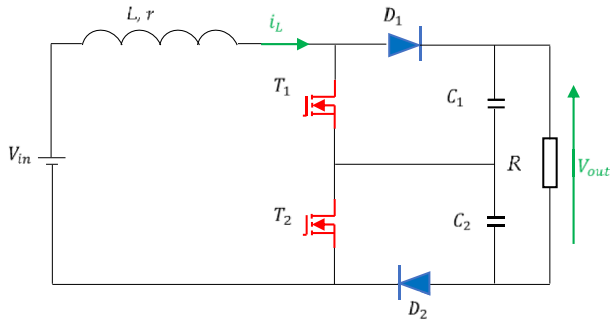 L, r
i_L
D_1
T_1
C_1
V_in
R
V_out
T_2
C_2
D_2